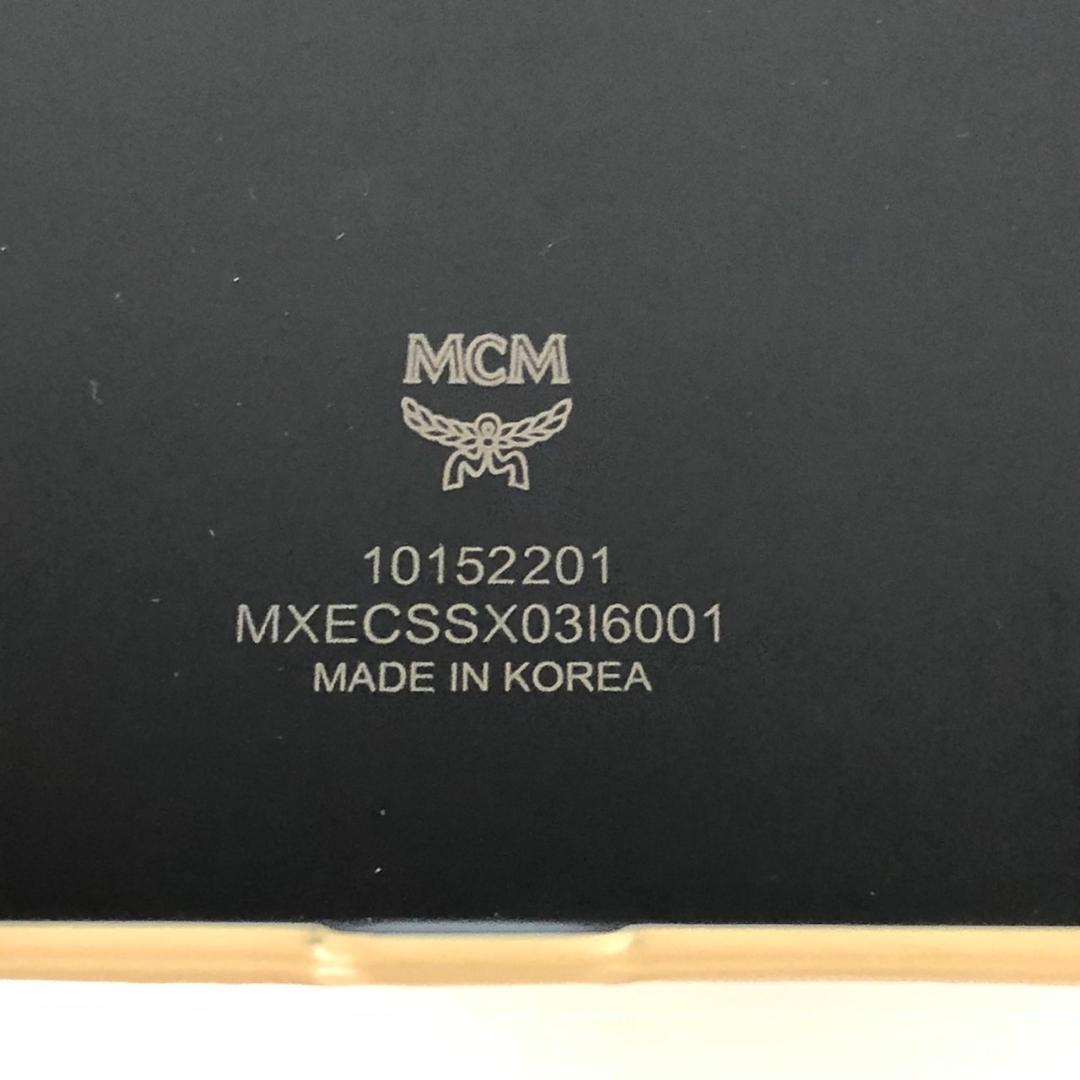 MCM
10152201
MXECSSX03I6001
MADE IN KOREA